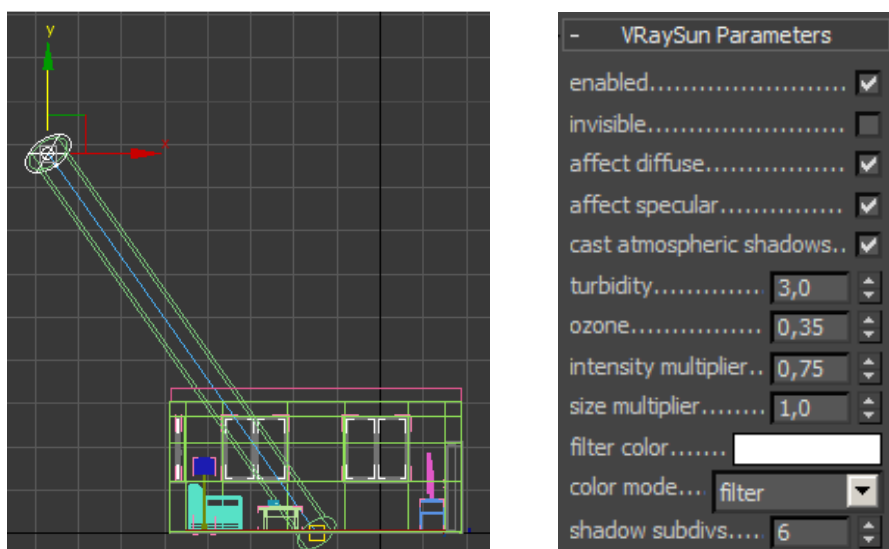 y
x
- VRaySun Parameters
enabled........................
invisible.......................
affect diffuse.................
affect specular...............
cast atmospheric shadows..
turbidity............. 3,0
ozone................ 0,35
intensity multiplier.. 0,75
size multiplier........ 1,0
filter color.......
color mode.... filter
shadow subdivs.... 6